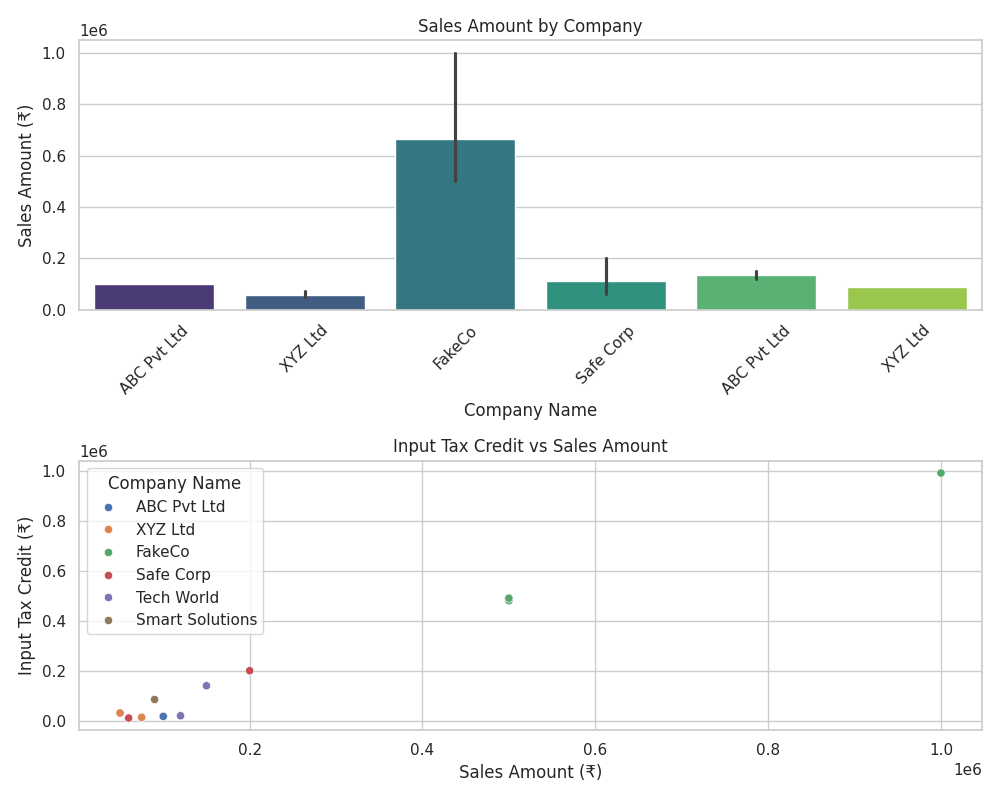 Sales Amount by Company
1e6
Sales Amount (₹)
1.0
0.8
0.6
0.4
0.2
0.0
ABC Pvt Ltd
XYZ Ltd
FakeCo
Safe Corp
ABC Pvt Ltd
XYZ Ltd
Company Name
Input Tax Credit vs Sales Amount
1e6
Input Tax Credit (₹)
1.0
0.8
0.6
0.4
0.2
0.0
Company Name
ABC Pvt Ltd
XYZ Ltd
FakeCo
Safe Corp
Tech World
Smart Solutions
0.2 0.4 0.6 0.8 1.0
1e6
Sales Amount (₹)